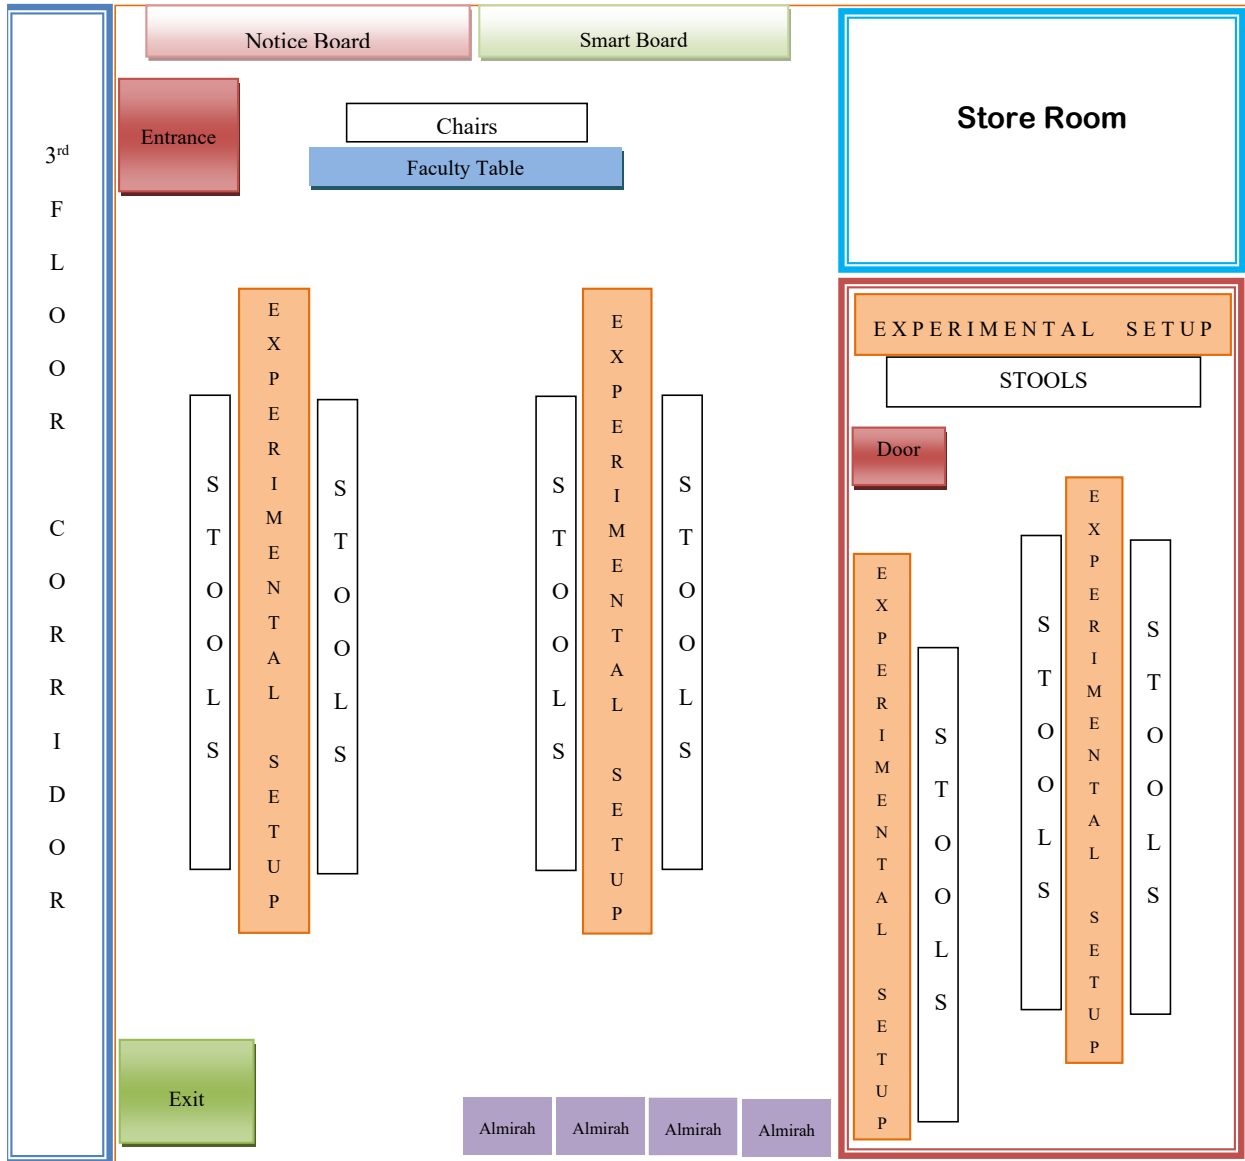 Notice Board
Smart Board
Store Room
Entrance
Chairs
Faculty Table
3rd FLOOR CORRIDOR
EXPERIMENTAL SETUP
STOOLS
STOOLS
EXPERIMENTAL SETUP
STOOLS
STOOLS
EXPERIMENTAL SETUP
STOOLS
Door
EXPERIMENTAL SETUP
STOOLS
STOOLS
EXPERIMENTAL SETUP
STOOLS
Exit
Almirah
Almirah
Almirah
Almirah